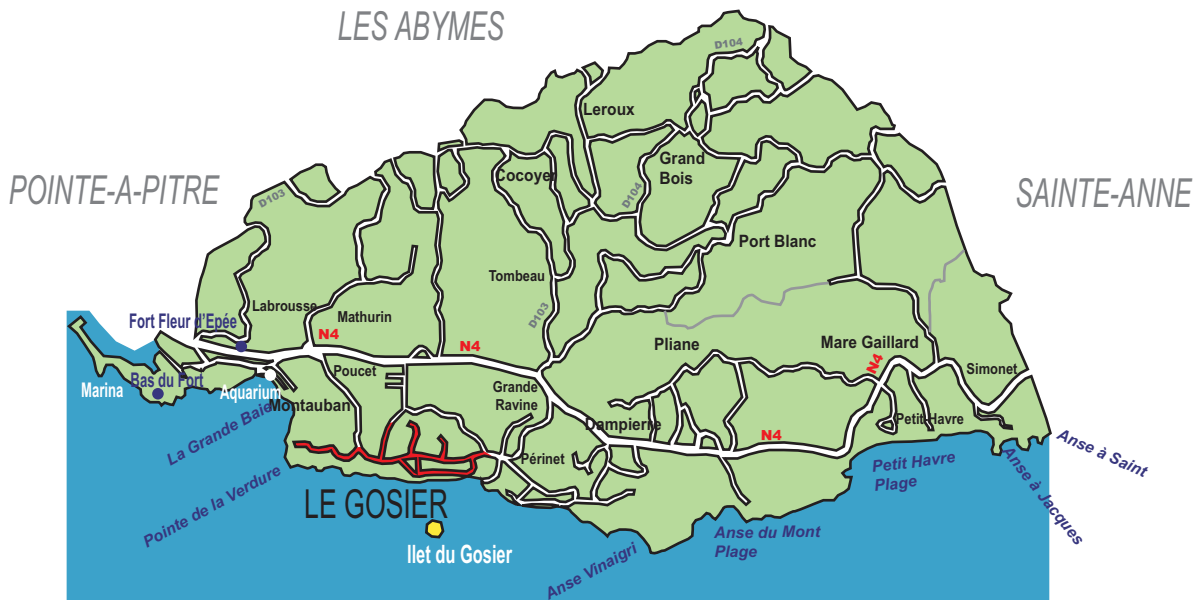 LES ABYMES
D104
Leroux
POINTE-A-PITRE
Cocoyer
Grand
Bois
SAINTE-ANNE
D103
D104
Port Blanc
Tombeau
Labrousse
Mathurin
D103
Fort Fleur d'Epée
N4
N4
Pliane
Mare Gaillard
N4
Simonet
Marina
Bas du Fort
Aquarium
Poucet
Montauban
Grande
Ravine
Dampierre
Petit-Havre
La Grande Baie
N4
Anse à Saint
Périnet
Petit Havre
Plage
Anse à Jacques
Pointe de la Verdure
LE GOSIER
Ilet du Gosier
Anse du Mont
Plage
Anse Vinaigri